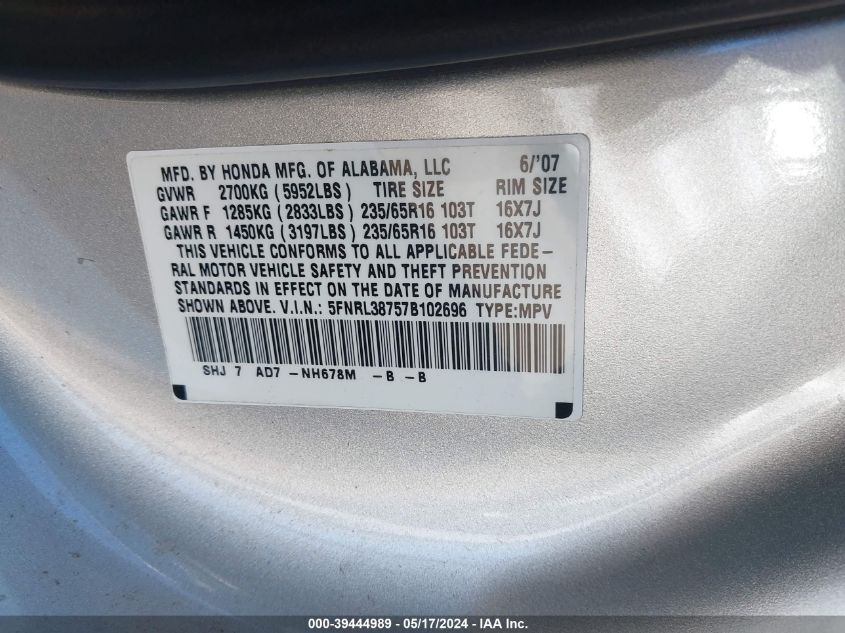 MFD. BY HONDA MFG. OF ALABAMA, LLC 6/'07
GVWR 2700KG (5952LBS) TIRE SIZE RIM SIZE
GAWR F 1285KG (2833LBS) 235/65R16 103T 16X7J
GAWR R 1450KG (3197LBS) 235/65R16 103T 16X7J
THIS VEHICLE CONFORMS TO ALL APPLICABLE FEDE-
RAL MOTOR VEHICLE SAFETY AND THEFT PREVENTION
STANDARDS IN EFFECT ON THE DATE OF MANUFACTURE
SHOWN ABOVE. V.I.N.: 5FNRL38757B102696 TYPE:MPV
SHJ 7 AD7 -NH678M -B -B
000-39444989 — 05/17/2024 — IAA Inc.